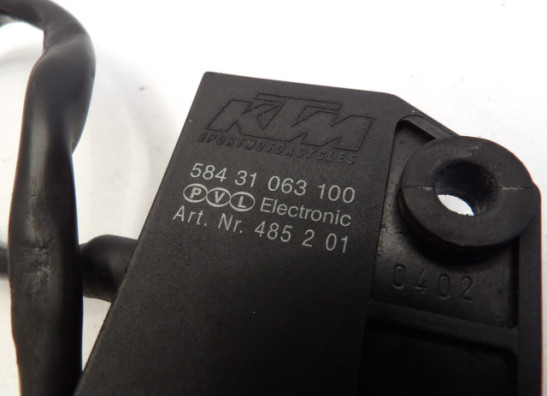 KTM
SPORTMOTORCYCLES
584 31 063 100
PVL Electronic
Art. Nr. 485 2 01
0402